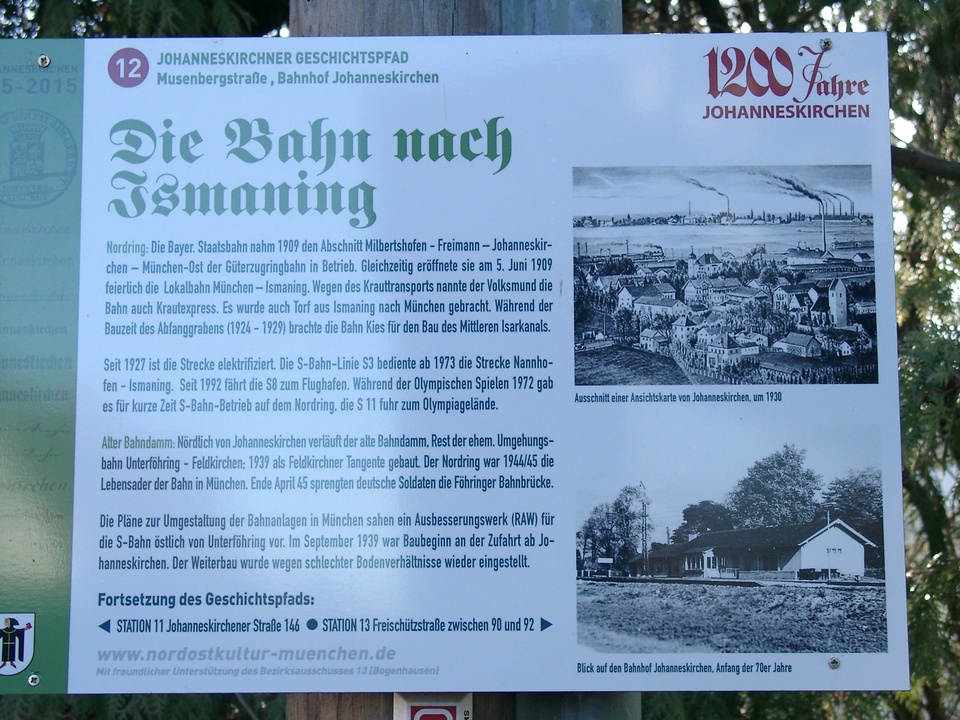 ANNESKIRCHEN
5-2015
12
JOHANNESKIRCHNER GESCHICHTSPFAD
Musenbergstraße , Bahnhof Johanneskirchen
1200 Jahre
JOHANNESKIRCHEN
Die Bahn nach
Ismaning
Nordring: Die Bayer. Staatsbahn nahm 1909 den Abschnitt Milbertshofen - Freimann – Johanneskir-
chen – München-Ost der Güterzugringbahn in Betrieb. Gleichzeitig eröffnete sie am 5. Juni 1909
feierlich die Lokalbahn München – Ismaning. Wegen des Krauttransports nannte der Volksmund die
Bahn auch Krautexpress. Es wurde auch Torf aus Ismaning nach München gebracht. Während der
Bauzeit des Abfanggrabens (1924 - 1929) brachte die Bahn Kies für den Bau des Mittleren Isarkanals.
Seit 1927 ist die Strecke elektrifiziert. Die S-Bahn-Linie S3 bediente ab 1973 die Strecke Nannho-
fen - Ismaning. Seit 1992 fährt die S8 zum Flughafen. Während der Olympischen Spielen 1972 gab
es für kurze Zeit S-Bahn-Betrieb auf dem Nordring, die S 11 fuhr zum Olympiagelände.
Alter Bahndamm: Nördlich von Johanneskirchen verläuft der alte Bahndamm, Rest der ehem. Umgehungs-
bahn Unterföhring - Feldkirchen; 1939 als Feldkirchner Tangente gebaut. Der Nordring war 1944/45 die
Lebensader der Bahn in München. Ende April 45 sprengten deutsche Soldaten die Föhringer Bahnbrücke.
Die Pläne zur Umgestaltung der Bahnanlagen in München sahen ein Ausbesserungswerk (RAW) für
die S-Bahn östlich von Unterföhring vor. Im September 1939 war Baubeginn an der Zufahrt ab Jo-
hanneskirchen. Der Weiterbau wurde wegen schlechter Bodenverhältnisse wieder eingestellt.
Fortsetzung des Geschichtspfads:
◀ STATION 11 Johanneskirchener Straße 146 ● STATION 13 Freischützstraße zwischen 90 und 92 ▶
www.nordostkultur-muenchen.de
Mit freundlicher Unterstützung des Bezirksausschusses 13 (Bogenhausen)
Ausschnitt einer Ansichtskarte von Johanneskirchen, um 1930
Blick auf den Bahnhof Johanneskirchen, Anfang der 70er Jahre